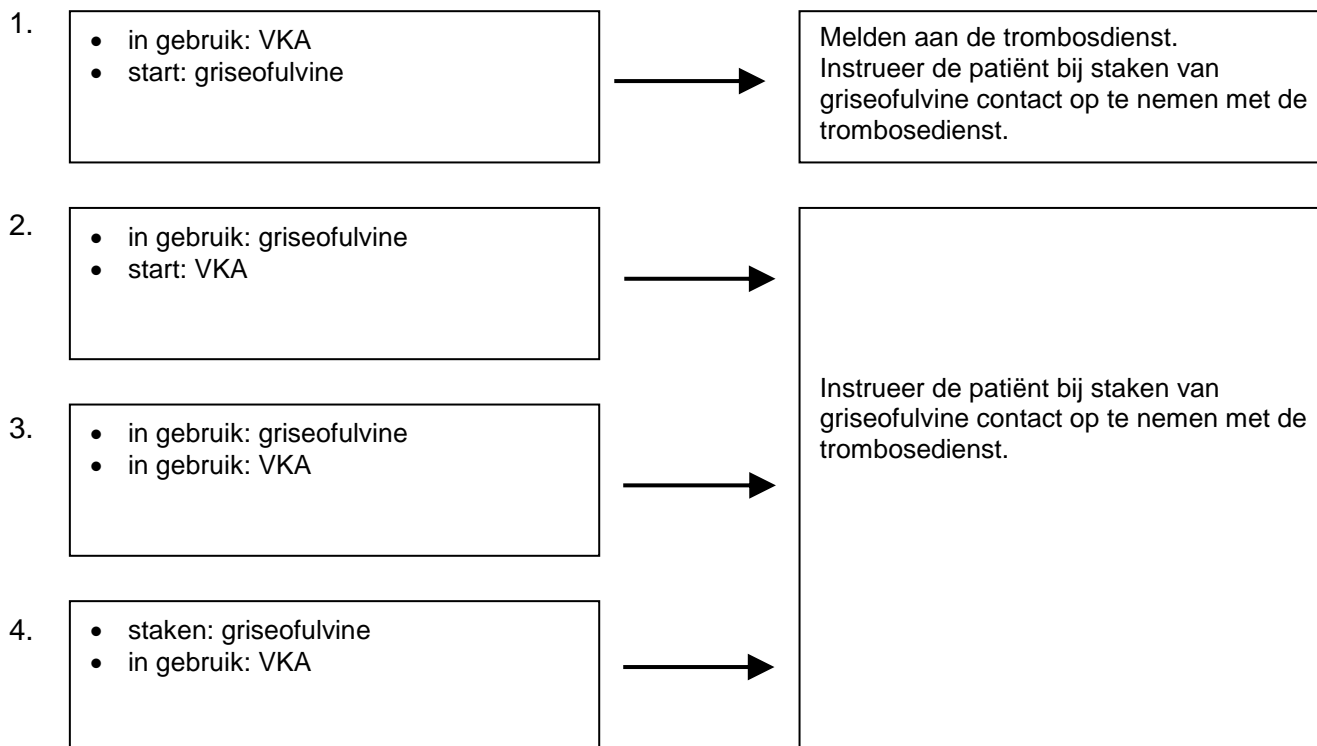 1.
• in gebruik: VKA
• start: griseofulvine
Melden aan de trombosdienst.
Instrueer de patiënt bij staken van
griseofulvine contact op te nemen met de
trombosedienst.
2.
• in gebruik: griseofulvine
• start: VKA
3.
• in gebruik: griseofulvine
• in gebruik: VKA
Instrueer de patiënt bij staken van
griseofulvine contact op te nemen met de
trombosedienst.
4.
• staken: griseofulvine
• in gebruik: VKA